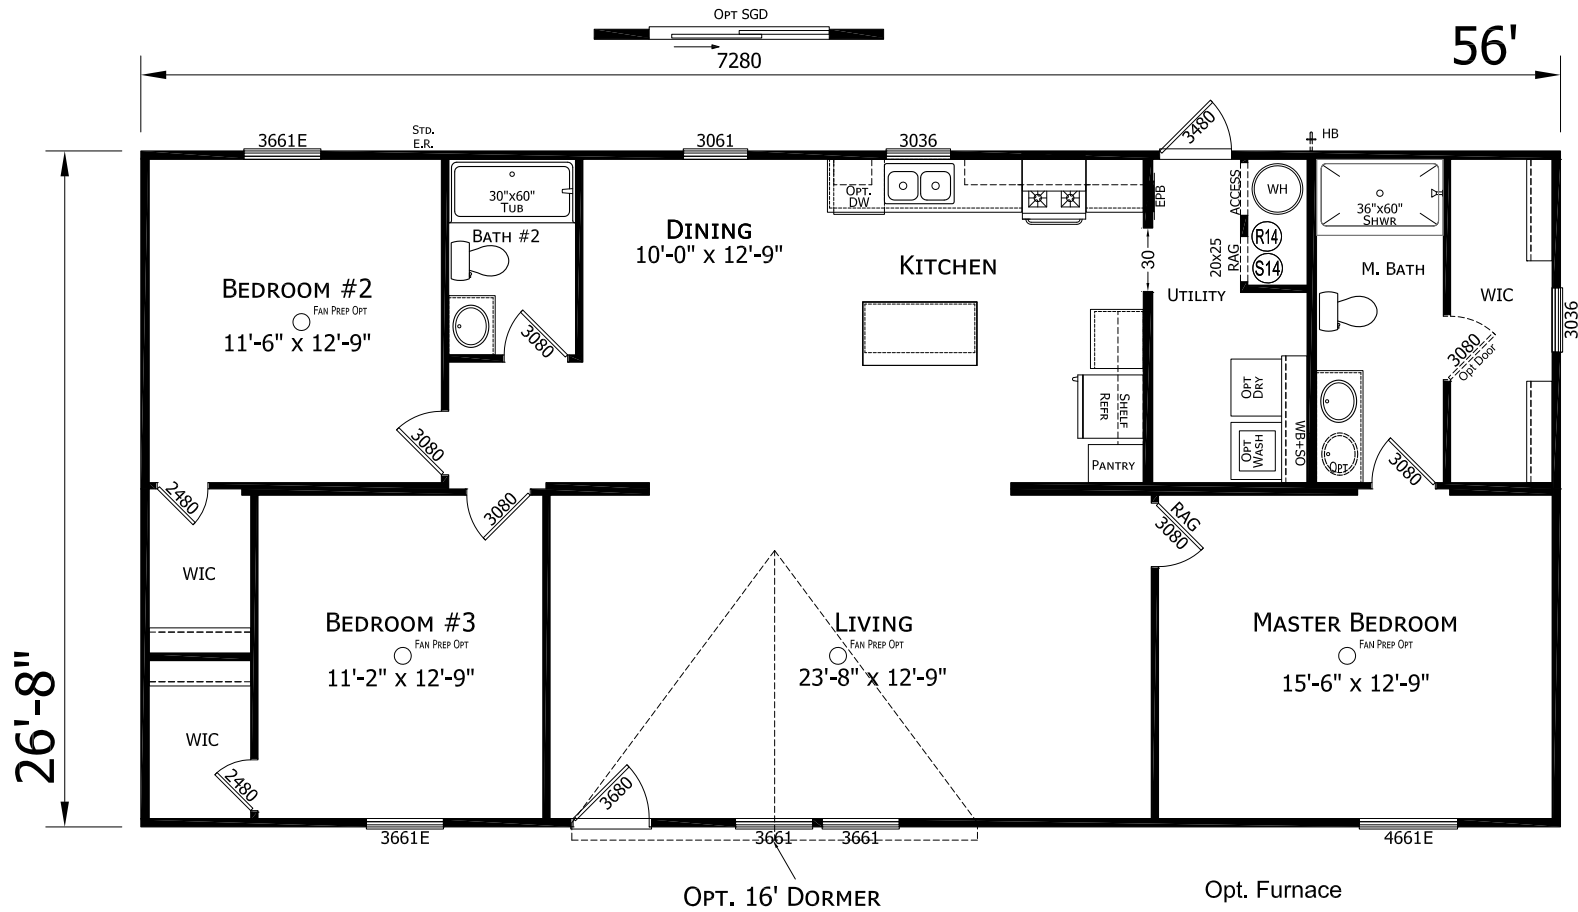 OPT SGD
7280
56'
3661E
STD.
E.R.
3061
3036
3480
HB
30"x60"
TUB
BATH #2
OPT.
DW
EPB
ACCESS
WH
36"x60"
SHWR
DINING
10'-0" x 12'-9"
KITCHEN
30
20x25
RAG
R14
S14
M. BATH
UTILITY
WIC
3036
BEDROOM #2
FAN PREP OPT
11'-6" x 12'-9"
3080
3080
OPT
DRY
3080
Opt Door
SHELF
REFR
PANTRY
OPT
WASH
WB+SO
OPT
3080
3080
2480
3080
RAG
3080
WIC
BEDROOM #3
FAN PREP OPT
11'-2" x 12'-9"
LIVING
FAN PREP OPT
23'-8" x 12'-9"
MASTER BEDROOM
FAN PREP OPT
15'-6" x 12'-9"
26'-8"
WIC
2480
3680
3661E
3661
3661
4661E
OPT. 16' DORMER
Opt. Furnace